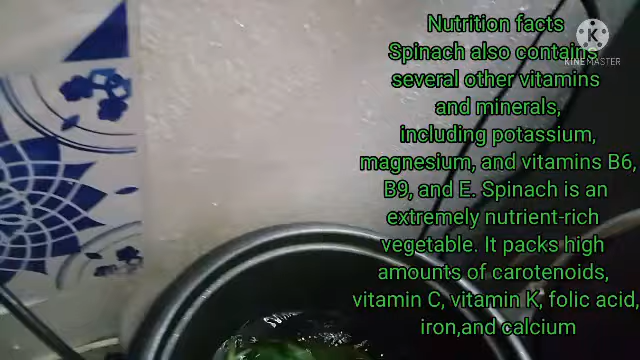 Nutrition facts
Spinach also contains
several other vitamins
and minerals,
including potassium,
magnesium, and vitamins B6,
B9, and E. Spinach is an
extremely nutrient-rich
vegetable. It packs high
amounts of carotenoids,
vitamin C, vitamin K, folic acid,
iron,and calcium
K
KINEMASTER